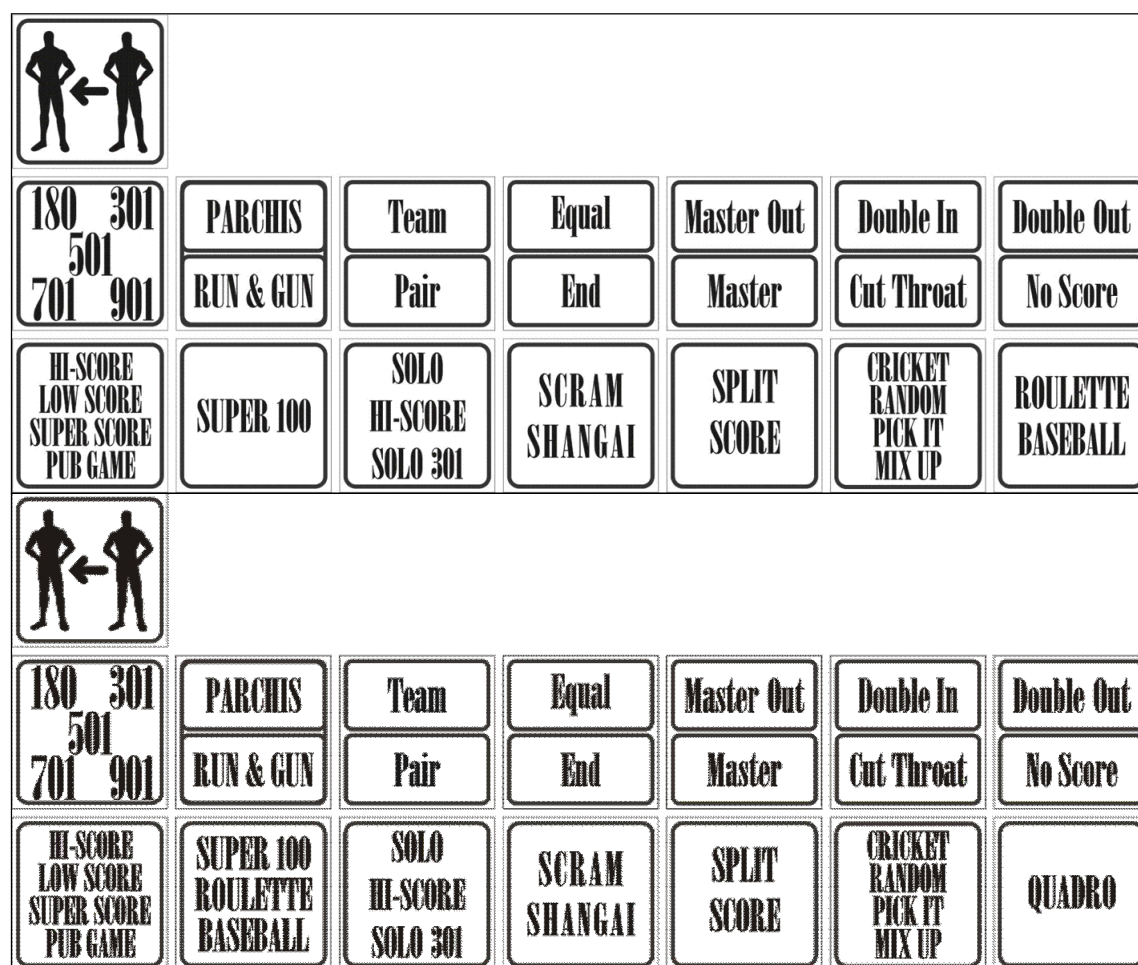 180 301
501
701 901
PARCHIS
RUN & GUN
Team
Pair
Equal
End
Master Out
Master
Double In
Cut Throat
Double Out
No Score
HI-SCORE
LOW SCORE
SUPER SCORE
PUB GAME
SUPER 100
SOLO
HI-SCORE
SOLO 301
SCRAM
SHANGAI
SPLIT
SCORE
CRICKET
RANDOM
PICK IT
MIX UP
ROULETTE
BASEBALL
180 301
501
701 901
PARCHIS
RUN & GUN
Team
Pair
Equal
End
Master Out
Master
Double In
Cut Throat
Double Out
No Score
HI-SCORE
LOW SCORE
SUPER SCORE
PUB GAME
SUPER 100
ROULETTE
BASEBALL
SOLO
HI-SCORE
SOLO 301
SCRAM
SHANGAI
SPLIT
SCORE
CRICKET
RANDOM
PICK IT
MIX UP
QUADRO